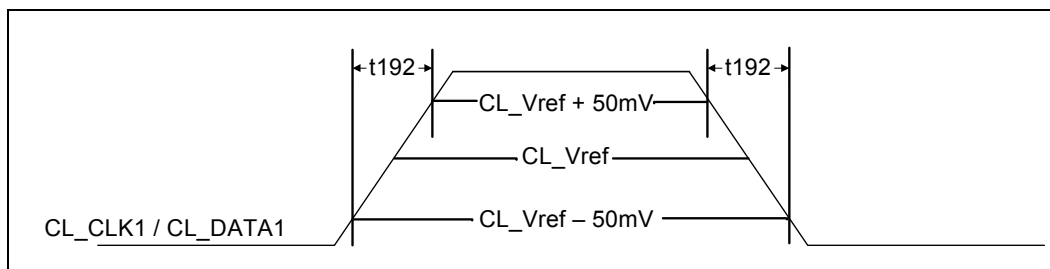 t192
t192
CL_Vref + 50mV
CL_Vref
CL_Vref – 50mV
CL_CLK1 / CL_DATA1